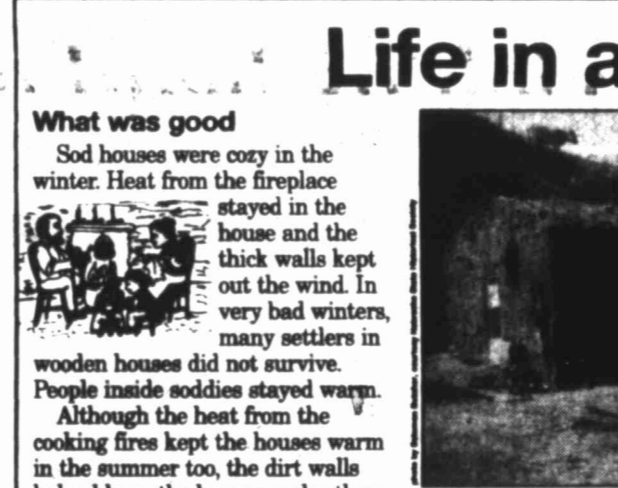 Life in a
What was good
Sod houses were cozy in the
winter. Heat from the fireplace
stayed in the
house and the
thick walls kept
out the wind. In
very bad winters,
many settlers in
wooden houses did not survive.
People inside soddies stayed warm.
Although the heat from the
cooking fires kept the houses warm
in the summer too, the dirt walls